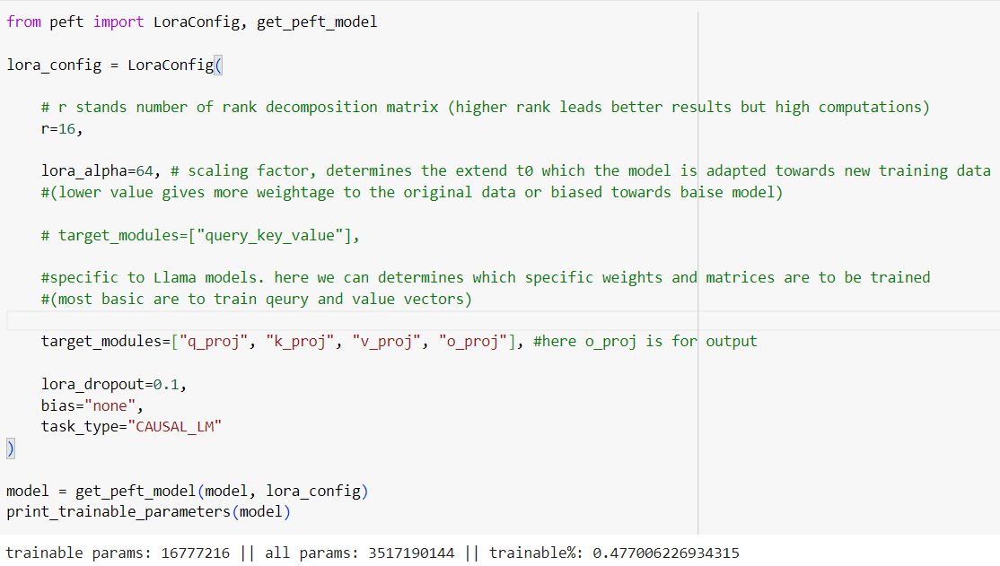 from peft import LoraConfig, get_peft_model
lora_config = LoraConfig(
# r stands number of rank decomposition matrix (higher rank leads better results but high computations)
r=16,
lora_alpha=64, # scaling factor, determines the extend t0 which the model is adapted towards new training data
#(lower value gives more weightage to the original data or biased towards baise model)
# target_modules=["query_key_value"],
#specific to Llama models. here we can determines which specific weights and matrices are to be trained
#(most basic are to train qeury and value vectors)
target_modules=["q_proj", "k_proj", "v_proj", "o_proj"], #here o_proj is for output
lora_dropout=0.1,
bias="none",
task_type="CAUSAL_LM"
)
model = get_peft_model(model, lora_config)
print_trainable_parameters(model)
trainable params: 16777216 || all params: 3517190144 || trainable%: 0.477006226934315